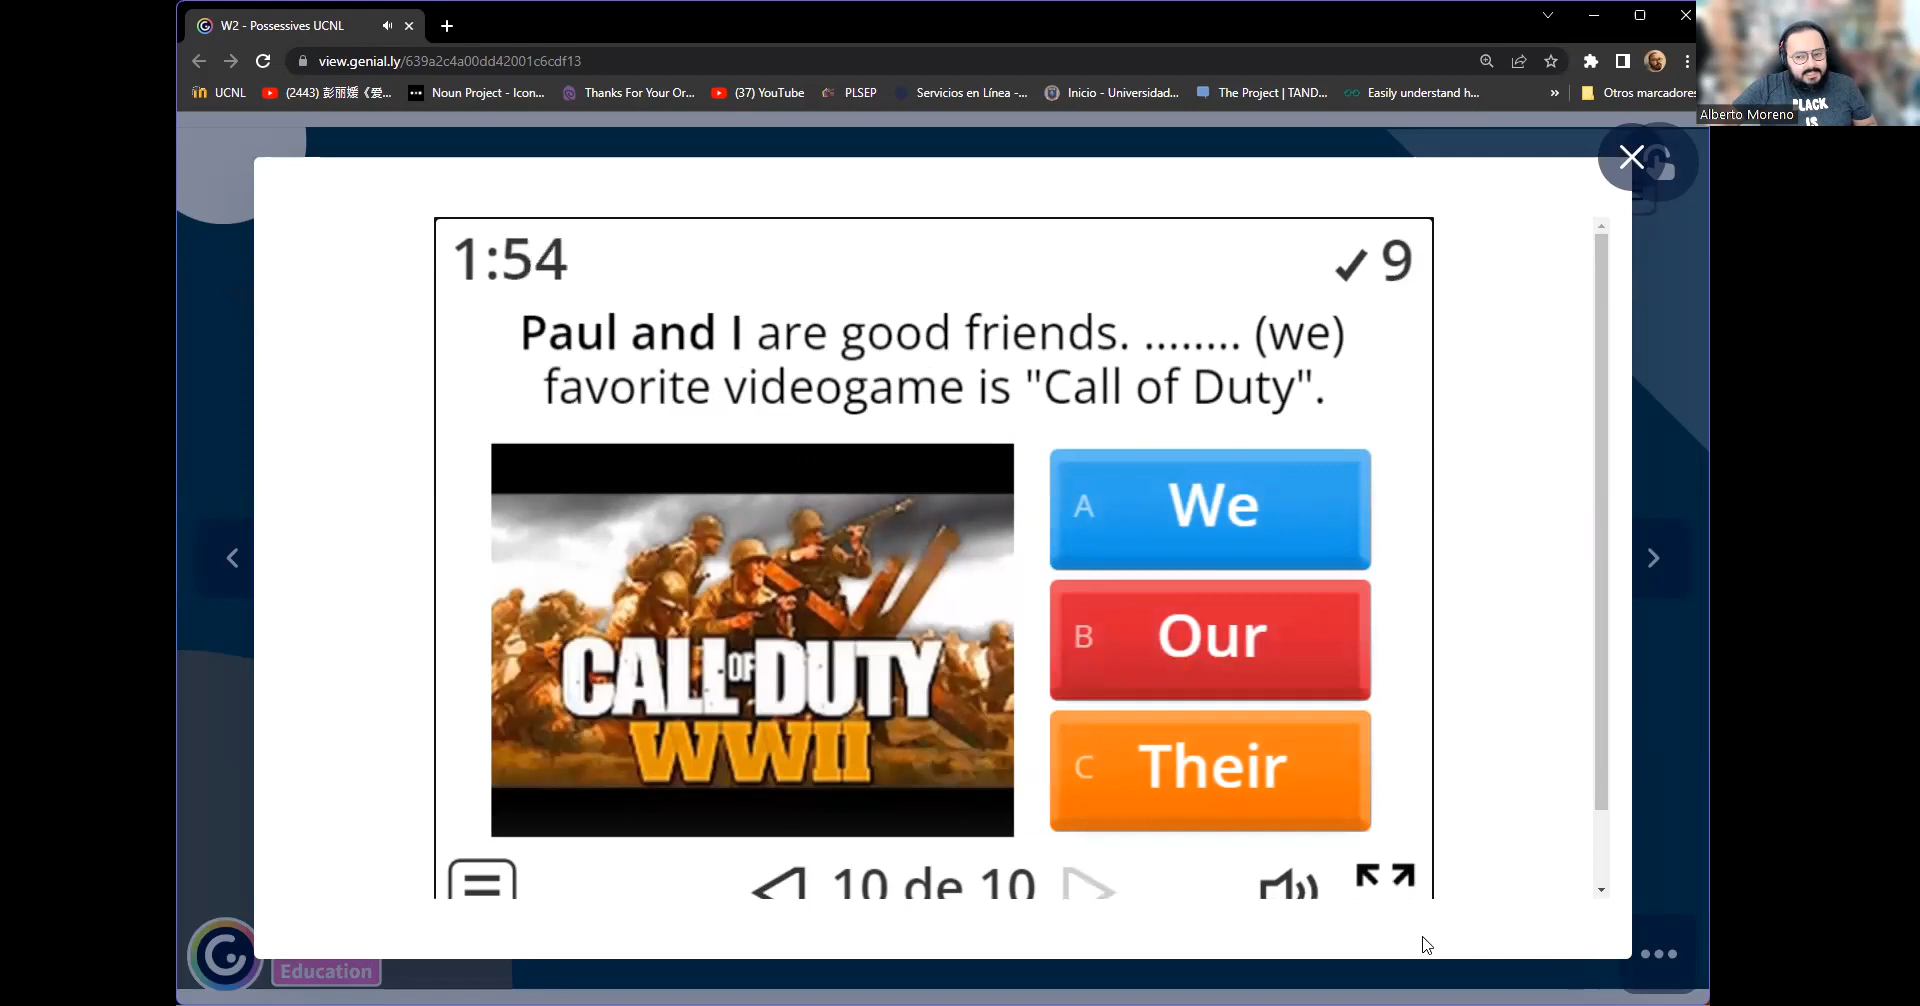 W2 - Possessives UCNL
view.genial.ly/639a2c4a00dd42001c6cdf13
UCNL
(2443) 彭丽媛《爱...
Noun Project - Icon...
Thanks For Your Or...
(37) YouTube
PLSEP
Servicios en Línea -...
Inicio - Universidad...
The Project | TAND...
Easily understand h...
»
Otros marcadores
BLACK
IS
Alberto Moreno
1:54
9
Paul and I are good friends. ........ (we)
favorite videogame is "Call of Duty".
CALL OF DUTY
WWII
A We
B Our
C Their
10 de 10
Education